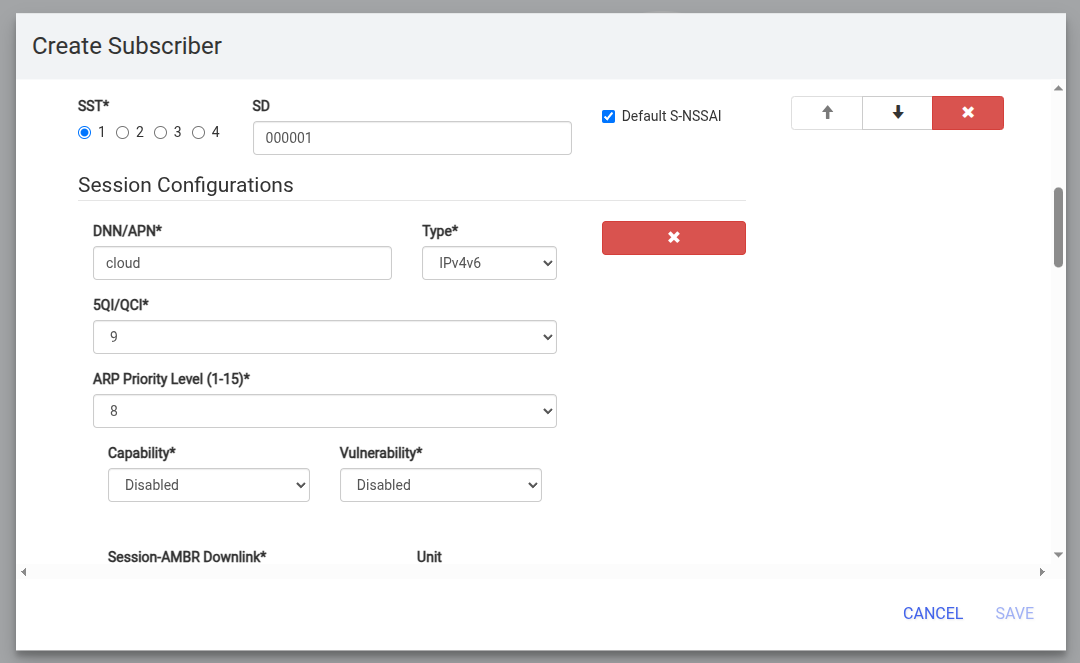 Create Subscriber
SST* SD
1 2 3 4 Default S-NSSAI
000001
Session Configurations
DNN/APN* Type*
cloud IPv4v6
5QI/QCI*
9
ARP Priority Level (1-15)*
8
Capability* Vulnerability*
Disabled Disabled
Session-AMBR Downlink* Unit
CANCEL SAVE